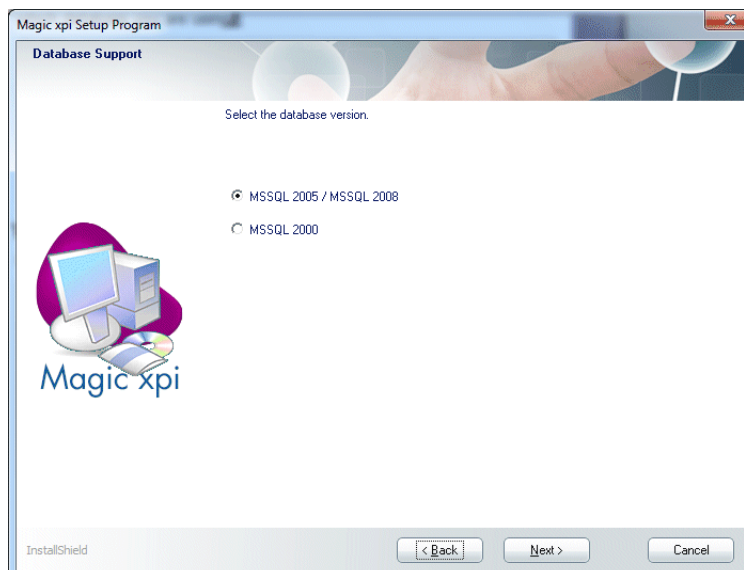 Magic xpi Setup Program
Database Support
Select the database version.
MSSQL 2005 / MSSQL 2008
MSSQL 2000
Magic xpi
InstallShield
< Back
Next >
Cancel